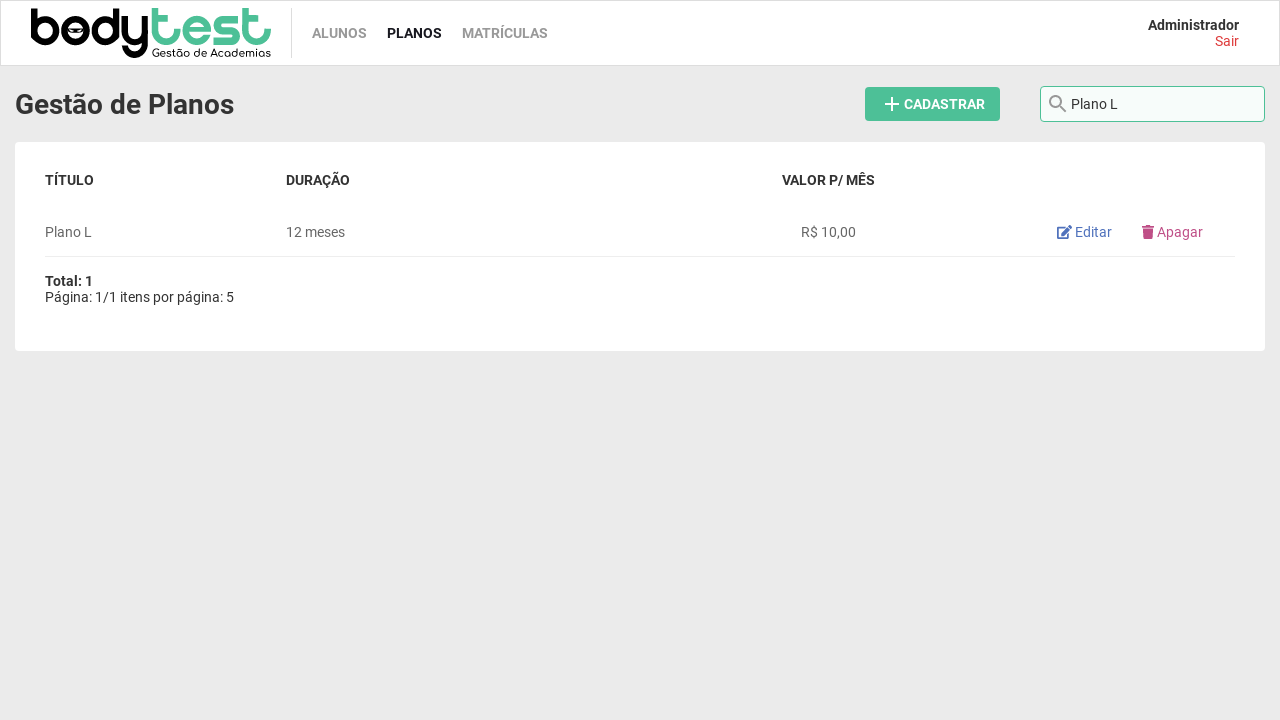 bodytest
Gestão de Academias
ALUNOS PLANOS MATRÍCULAS
Administrador
Sair
Gestão de Planos
CADASTRAR
Plano L
TÍTULO DURAÇÃO VALOR P/ MÊS
Plano L 12 meses R$ 10,00 Editar Apagar
Total: 1
Página: 1/1 itens por página: 5